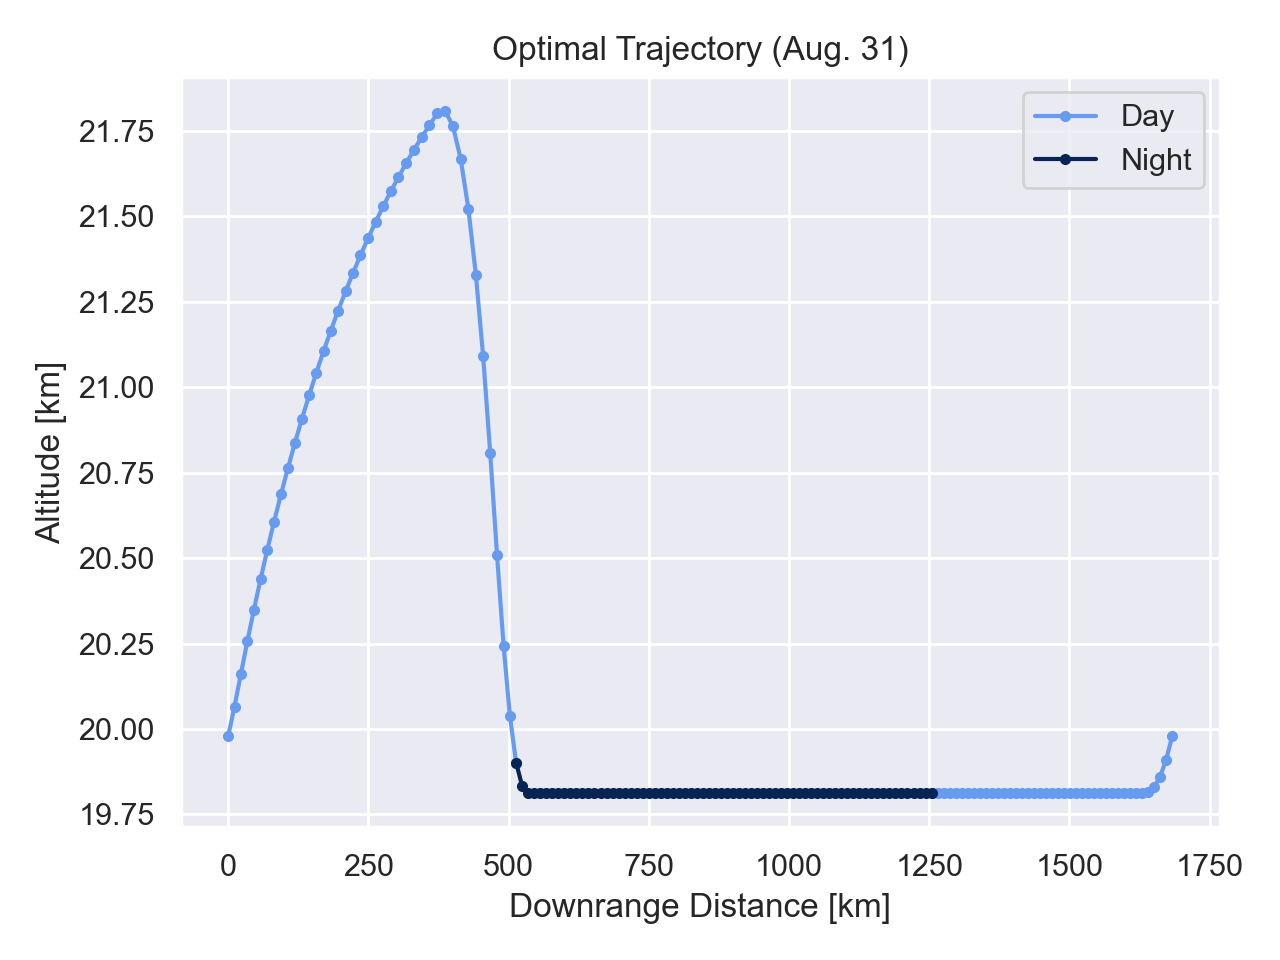 Optimal Trajectory (Aug. 31)
Day
Night
21.75
21.50
21.25
21.00
20.75
20.50
20.25
20.00
19.75
Altitude [km]
0 250 500 750 1000 1250 1500 1750
Downrange Distance [km]